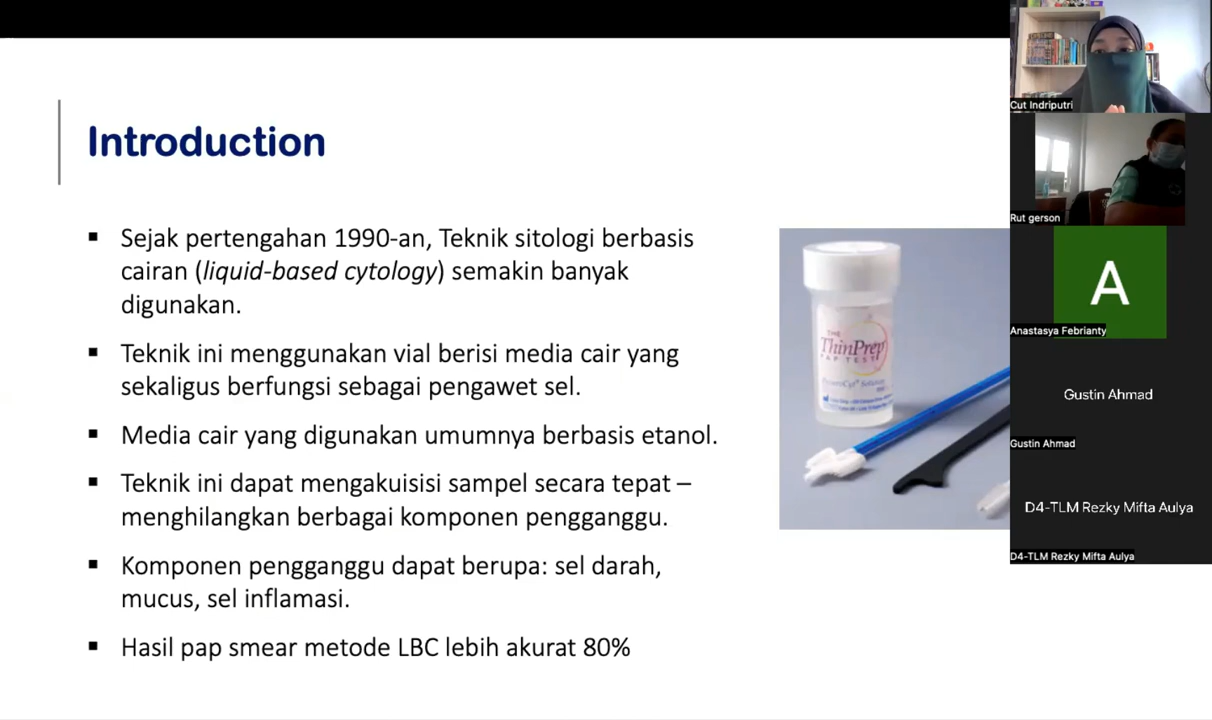 Introduction
Sejak pertengahan 1990-an, Teknik sitologi berbasis
cairan (liquid-based cytology) semakin banyak
digunakan.
Teknik ini menggunakan vial berisi media cair yang
sekaligus berfungsi sebagai pengawet sel.
Media cair yang digunakan umumnya berbasis etanol.
Teknik ini dapat mengakuisisi sampel secara tepat –
menghilangkan berbagai komponen pengganggu.
Komponen pengganggu dapat berupa: sel darah,
mucus, sel inflamasi.
Hasil pap smear metode LBC lebih akurat 80%
THE
ThinPrep
PAP TEST
Cut Indriputri
Rut gerson
A
Anastasya Febrianty
Gustin Ahmad
Gustin Ahmad
D4-TLM Rezky Mifta Aulya
D4-TLM Rezky Mifta Aulya